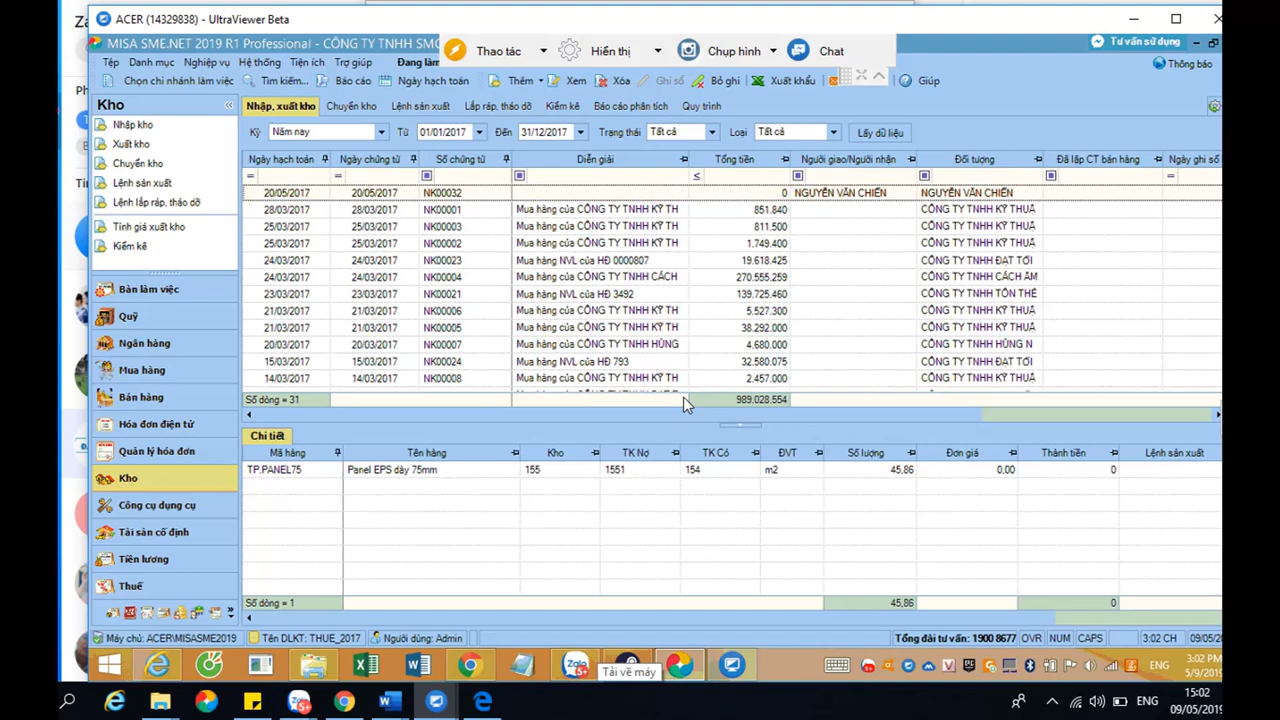 Za
ACER (14329838) - UltraViewer Beta
MISA SME.NET 2019 R1 Professional - CÔNG TY TNHH SMC
Thao tác
Hiển thị
Chụp hình
Chat
Tư vấn sử dụng
Tệp Danh mục Nghiệp vụ Hệ thống Tiện ích Trợ giúp Đang làm
Thông báo
Chọn chi nhánh làm việc Tìm kiếm... Báo cáo Ngày hạch toán Thêm Xem Xóa Ghi sổ Bỏ ghi Xuất khẩu Giúp
Kho
Nhập, xuất kho Chuyển kho Lệnh sản xuất Lắp ráp, tháo dỡ Kiểm kê Báo cáo phân tích Quy trình
Kỳ Năm nay Từ 01/01/2017 Đến 31/12/2017 Trạng thái Tất cả Loại Tất cả Lấy dữ liệu
Nhập kho
Xuất kho
Chuyển kho
Lệnh sản xuất
Lệnh lắp ráp, tháo dỡ
Tính giá xuất kho
Kiểm kê
Bàn làm việc
Quỹ
Ngân hàng
Mua hàng
Bán hàng
Hóa đơn điện tử
Quản lý hóa đơn
Kho
Công cụ dụng cụ
Tài sản cố định
Tiền lương
Thuế
Ngày hạch toán Ngày chứng từ Số chứng từ Diễn giải Tổng tiền Người giao/Người nhận Đối tượng Đã lập CT bán hàng Ngày ghi sổ
= = ≤ =
20/05/2017 20/05/2017 NK00032 0 NGUYỄN VĂN CHIẾN NGUYỄN VĂN CHIẾN
28/03/2017 28/03/2017 NK00001 Mua hàng của CÔNG TY TNHH KỸ TH 851.840 CÔNG TY TNHH KỸ THUẬ
25/03/2017 25/03/2017 NK00003 Mua hàng của CÔNG TY TNHH KỸ TH 811.500 CÔNG TY TNHH KỸ THUẬ
25/03/2017 25/03/2017 NK00002 Mua hàng của CÔNG TY TNHH KỸ TH 1.749.400 CÔNG TY TNHH KỸ THUẬ
24/03/2017 24/03/2017 NK00023 Mua hàng NVL của HĐ 0000807 19.618.425 CÔNG TY TNHH ĐẠT TỚI
24/03/2017 24/03/2017 NK00004 Mua hàng của CÔNG TY TNHH CÁCH 270.555.259 CÔNG TY TNHH CÁCH ÂM
23/03/2017 23/03/2017 NK00021 Mua hàng NVL của HĐ 3492 139.725.460 CÔNG TY TNHH TÔN THÉ
21/03/2017 21/03/2017 NK00006 Mua hàng của CÔNG TY TNHH KỸ TH 5.527.300 CÔNG TY TNHH KỸ THUẬ
21/03/2017 21/03/2017 NK00005 Mua hàng của CÔNG TY TNHH KỸ TH 38.292.000 CÔNG TY TNHH KỸ THUẬ
20/03/2017 20/03/2017 NK00007 Mua hàng của CÔNG TY TNHH HÙNG 4.680.000 CÔNG TY TNHH HÙNG N
15/03/2017 15/03/2017 NK00024 Mua hàng NVL của HĐ 793 32.580.075 CÔNG TY TNHH ĐẠT TỚI
14/03/2017 14/03/2017 NK00008 Mua hàng của CÔNG TY TNHH KỸ TH 2.457.000 CÔNG TY TNHH KỸ THUẬ
Số dòng = 31 989.028.554
Chi tiết
Mã hàng Tên hàng Kho TK Nợ TK Có ĐVT Số lượng Đơn giá Thành tiền Lệnh sản xuất
TP.PANEL75 Panel EPS dày 75mm 155 1551 154 m2 45,86 0,00 0
Số dòng = 1 45,86 0
Máy chủ: ACER\MISASME2019 Tên DLKT: THUE_2017 Người dùng: Admin Tổng đài tư vấn: 1900 8677 OVR NUM CAPS 3:02 CH 09/05/20
Tải về máy
ENG
3:02 PM
5/9/2019
ENG
15:02
09/05/2019